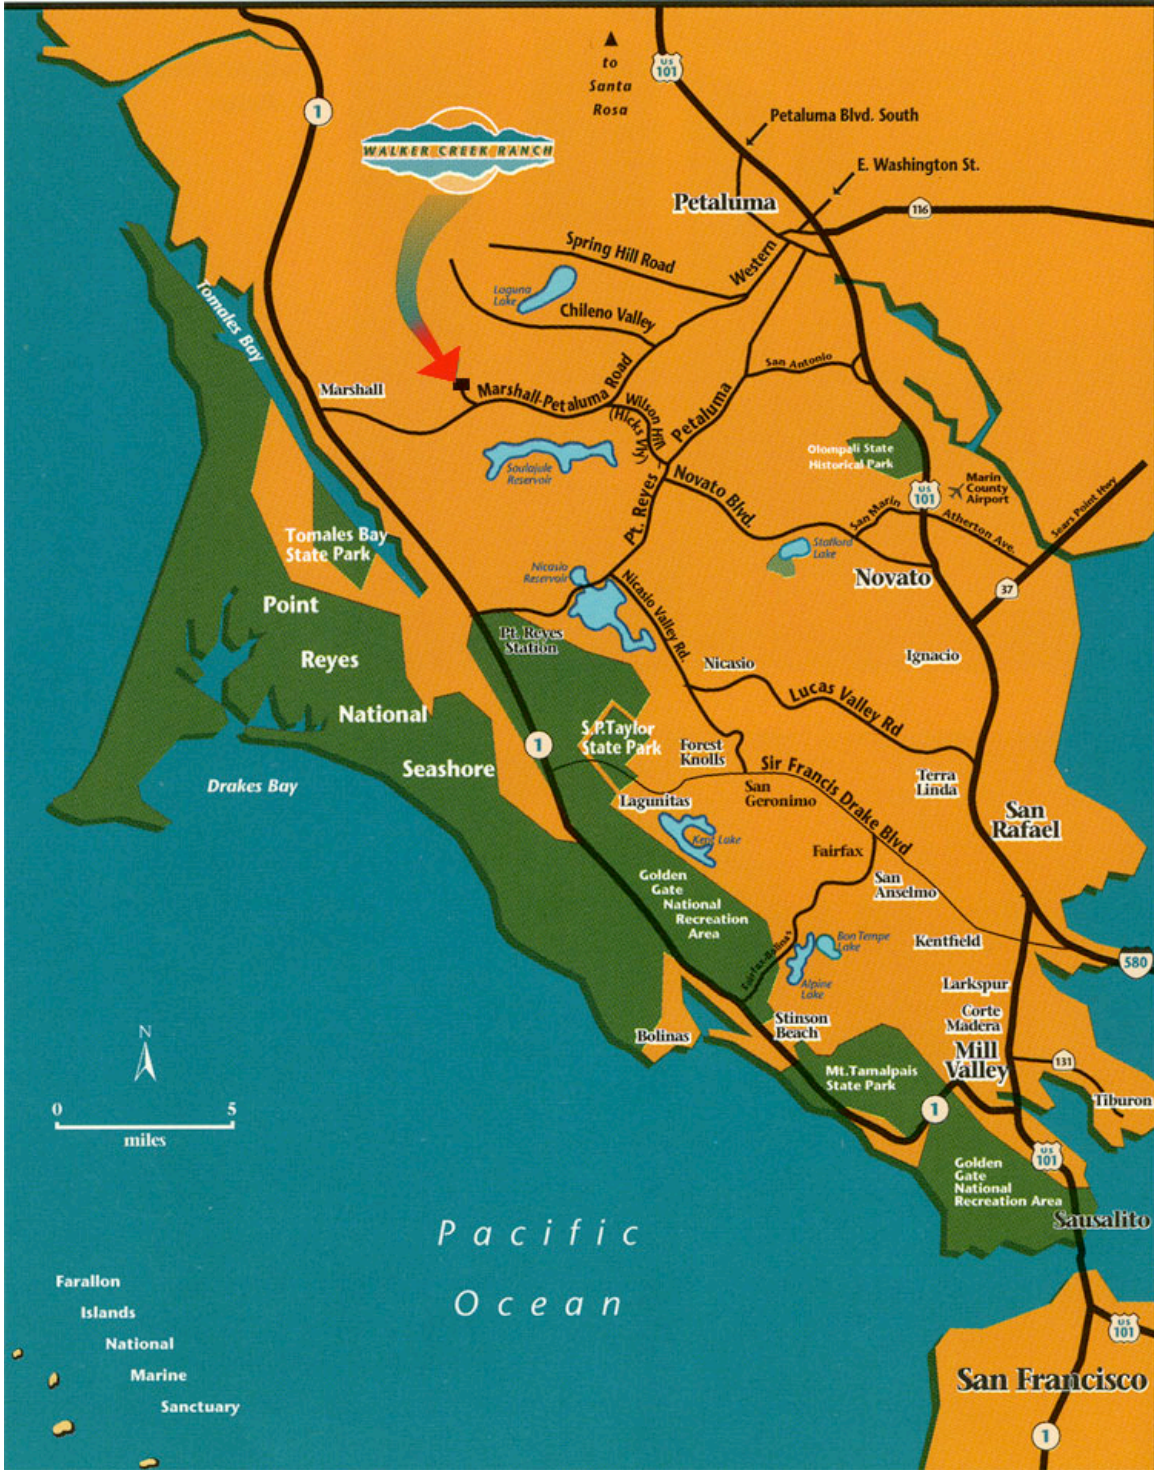 1
to
Santa
Rosa
US
101
Petaluma Blvd. South
E. Washington St.
WALKER CREEK RANCH
Petaluma
116
Spring Hill Road
Western
Laguna
Lake
Chileno Valley
Tomales Bay
San Antonio
Marshall
Marshall-Petaluma Road
Wilson Hill
(Hicks Vly)
Petaluma
Olompali State
Historical Park
Soulajule
Reservoir
Novato Blvd.
US
101
Marin
County
Airport
Sears Point Hwy
San Marin
Atherton Ave.
Pt. Reyes
Tomales Bay
State Park
Stafford
Lake
Nicasio
Reservoir
Novato
37
Point
Nicasio Valley Rd.
Pt. Reyes
Station
Reyes
Nicasio
Ignacio
Lucas Valley Rd
National
S.P.Taylor
State Park
1
Forest
Knolls
Seashore
Sir Francis Drake Blvd
Drakes Bay
Terra
Linda
San
Geronimo
Lagunitas
San
Rafael
Kent Lake
Fairfax
Golden
Gate
National
Recreation
Area
San
Anselmo
Fairfax-Bolinas
Bon Tempe
Lake
Kentfield
580
Alpine
Lake
Larkspur
Stinson
Beach
Corte
Madera
Bolinas
N
Mill
Valley
131
Mt.Tamalpais
State Park
1
Tiburon
0 5
miles
US
101
Golden
Gate
National
Recreation Area
Sausalito
Pacific
Ocean
Farallon
Islands
National
Marine
Sanctuary
US
101
San Francisco
1